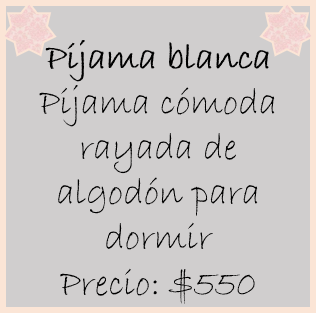 Pijama blanca
Pijama cómoda
rayada de
algodón para
dormir
Precio: $550